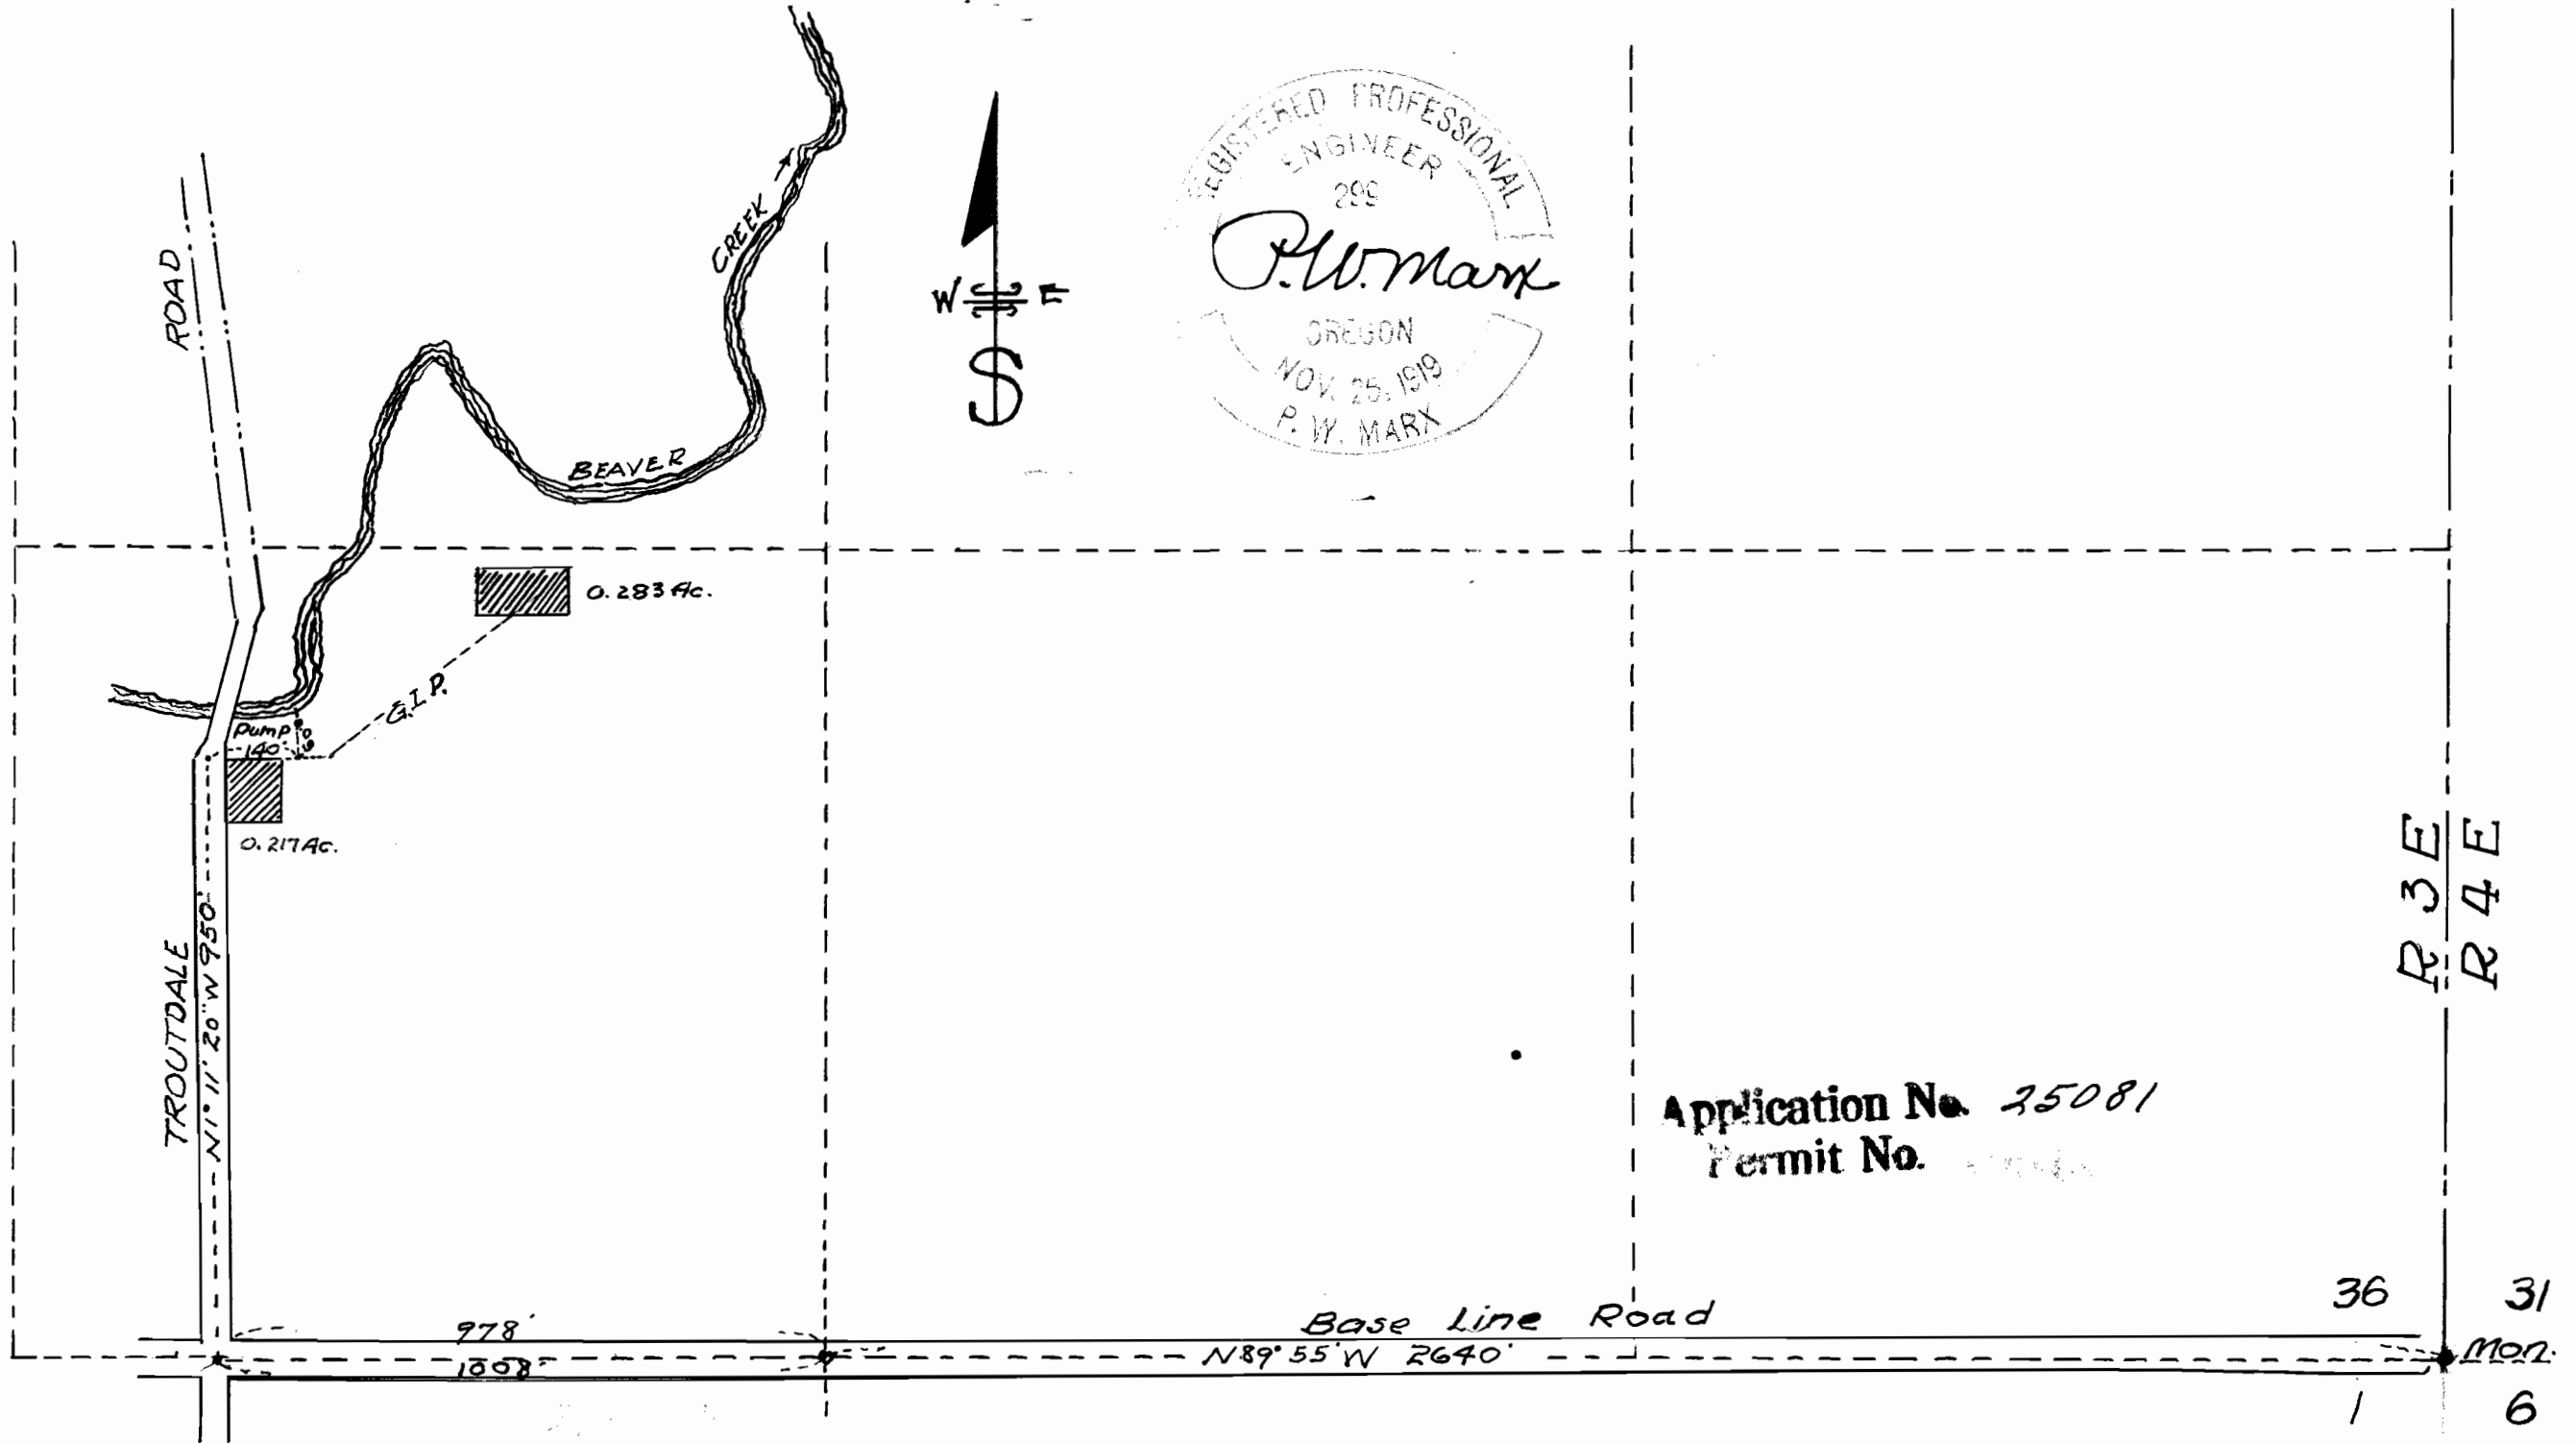 REGISTERED PROFESSIONAL
ENGINEER
299
P.W. Marx
OREGON
NOV. 25, 1919
P. W. MARX
W E
S
ROAD
CREEK
BEAVER
0.283 Ac.
G.I.P.
Pump
140'
0.217 Ac.
TROUTDALE
N1° 11' 20" W 950'
R 3 E
R 4 E
Application No. 25081
Permit No.
36
31
Base Line Road
978'
1008'
N89° 55' W 2640'
Mon.
1
6